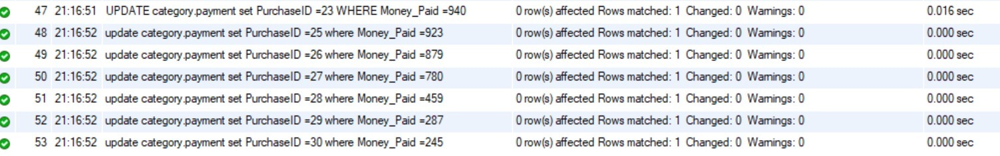 47 21:16:51 UPDATE category.payment set PurchaseID =23 WHERE Money_Paid =940 0 row(s) affected Rows matched: 1 Changed: 0 Warnings: 0 0.016 sec
48 21:16:52 update category.payment set PurchaseID =25 where Money_Paid =923 0 row(s) affected Rows matched: 1 Changed: 0 Warnings: 0 0.000 sec
49 21:16:52 update category.payment set PurchaseID =26 where Money_Paid =879 0 row(s) affected Rows matched: 1 Changed: 0 Warnings: 0 0.000 sec
50 21:16:52 update category.payment set PurchaseID =27 where Money_Paid =780 0 row(s) affected Rows matched: 1 Changed: 0 Warnings: 0 0.000 sec
51 21:16:52 update category.payment set PurchaseID =28 where Money_Paid =459 0 row(s) affected Rows matched: 1 Changed: 0 Warnings: 0 0.000 sec
52 21:16:52 update category.payment set PurchaseID =29 where Money_Paid =287 0 row(s) affected Rows matched: 1 Changed: 0 Warnings: 0 0.000 sec
53 21:16:52 update category.payment set PurchaseID =30 where Money_Paid =245 0 row(s) affected Rows matched: 1 Changed: 0 Warnings: 0 0.000 sec